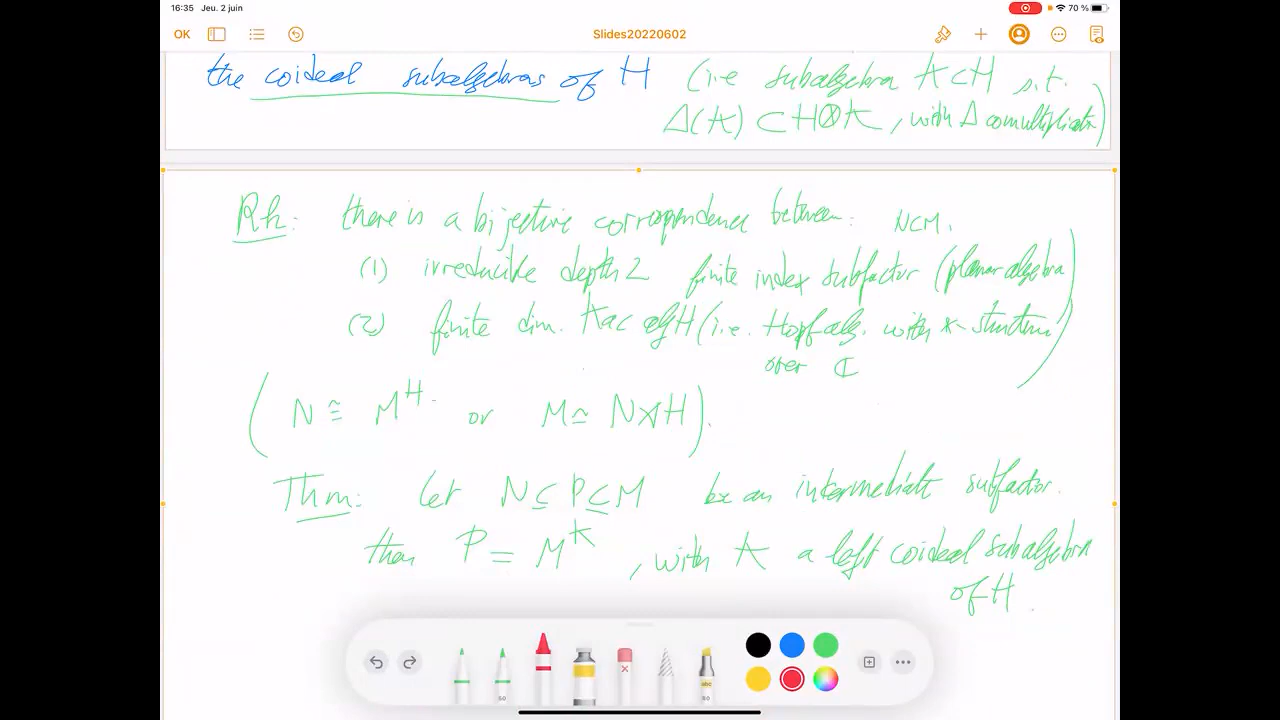 16:35 Jeu. 2 juin
70 %
OK
Slides20220602
the coideal subalgebras of H (i.e subalgebra K⊂H s.t.
Δ(K) ⊂ H⊗K, with Δ comultiplication)
Rk: there is a bijective correspondence between: N⊂M.
(1) irreducible depth 2 finite index subfactor (planar algebra)
(2) finite dim. Kac alg H (i.e. Hopf alg. with *-structure
over ℂ)
(N ≅ M^H or M ≃ N⋊H).
Thm: Let N ⊆ P ⊆ M be an intermediate subfactor.
then P = M^K, with K a left coideal subalgebra
of H.